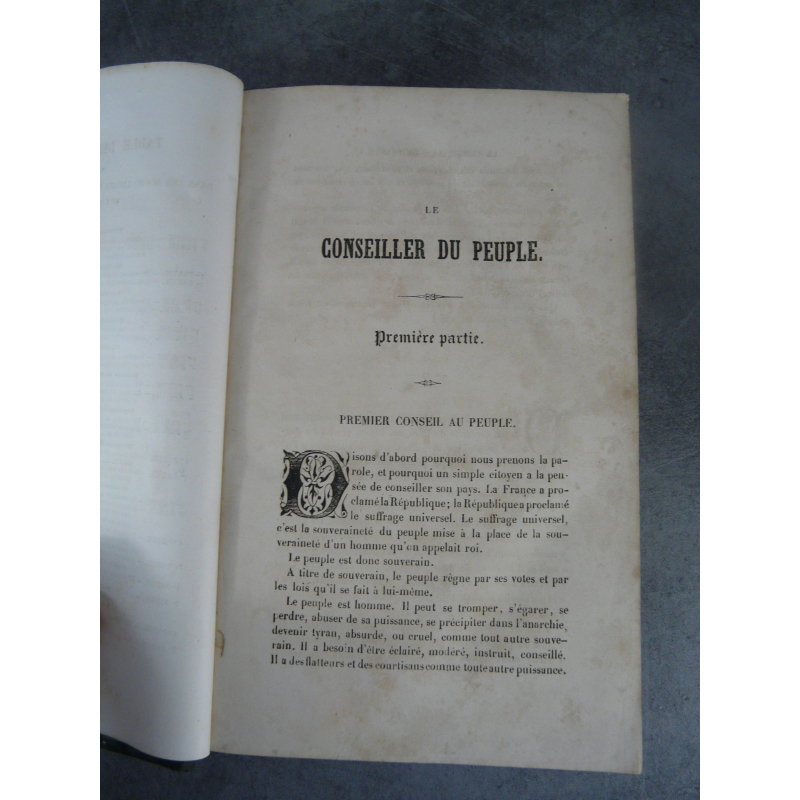 LE
CONSEILLER DU PEUPLE.
Première partie.
PREMIER CONSEIL AU PEUPLE.
Disons d'abord pourquoi nous prenons la pa-
role, et pourquoi un simple citoyen a la pen-
sée de conseiller son pays. La France a pro-
clamé la République; la République a proclamé
le suffrage universel. Le suffrage universel,
c'est la souveraineté du peuple mise à la place de la sou-
veraineté d'un homme qu'on appelait roi.
Le peuple est donc souverain.
A titre de souverain, le peuple règne par ses votes et par
les lois qu'il se fait à lui-même.
Le peuple est homme. Il peut se tromper, s'égarer, se
perdre, abuser de sa puissance, se précipiter dans l'anarchie,
devenir tyran, absurde, ou cruel, comme tout autre souve-
rain. Il a besoin d'être éclairé, modéré, instruit, conseillé.
Il a des flatteurs et des courtisans comme toute autre puissance.